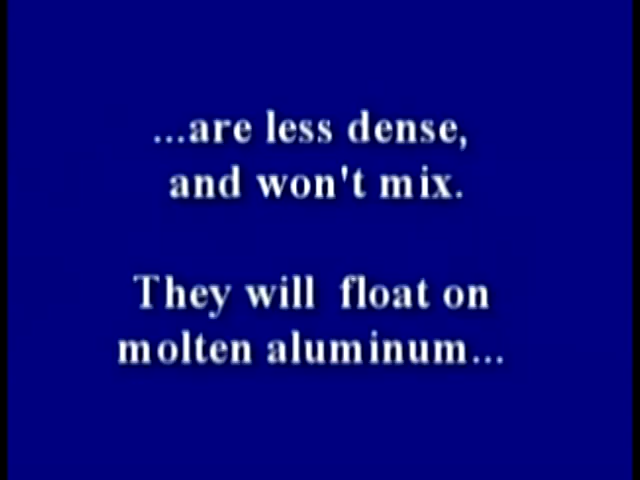 ...are less dense,
and won't mix.
They will float on
molten aluminum...